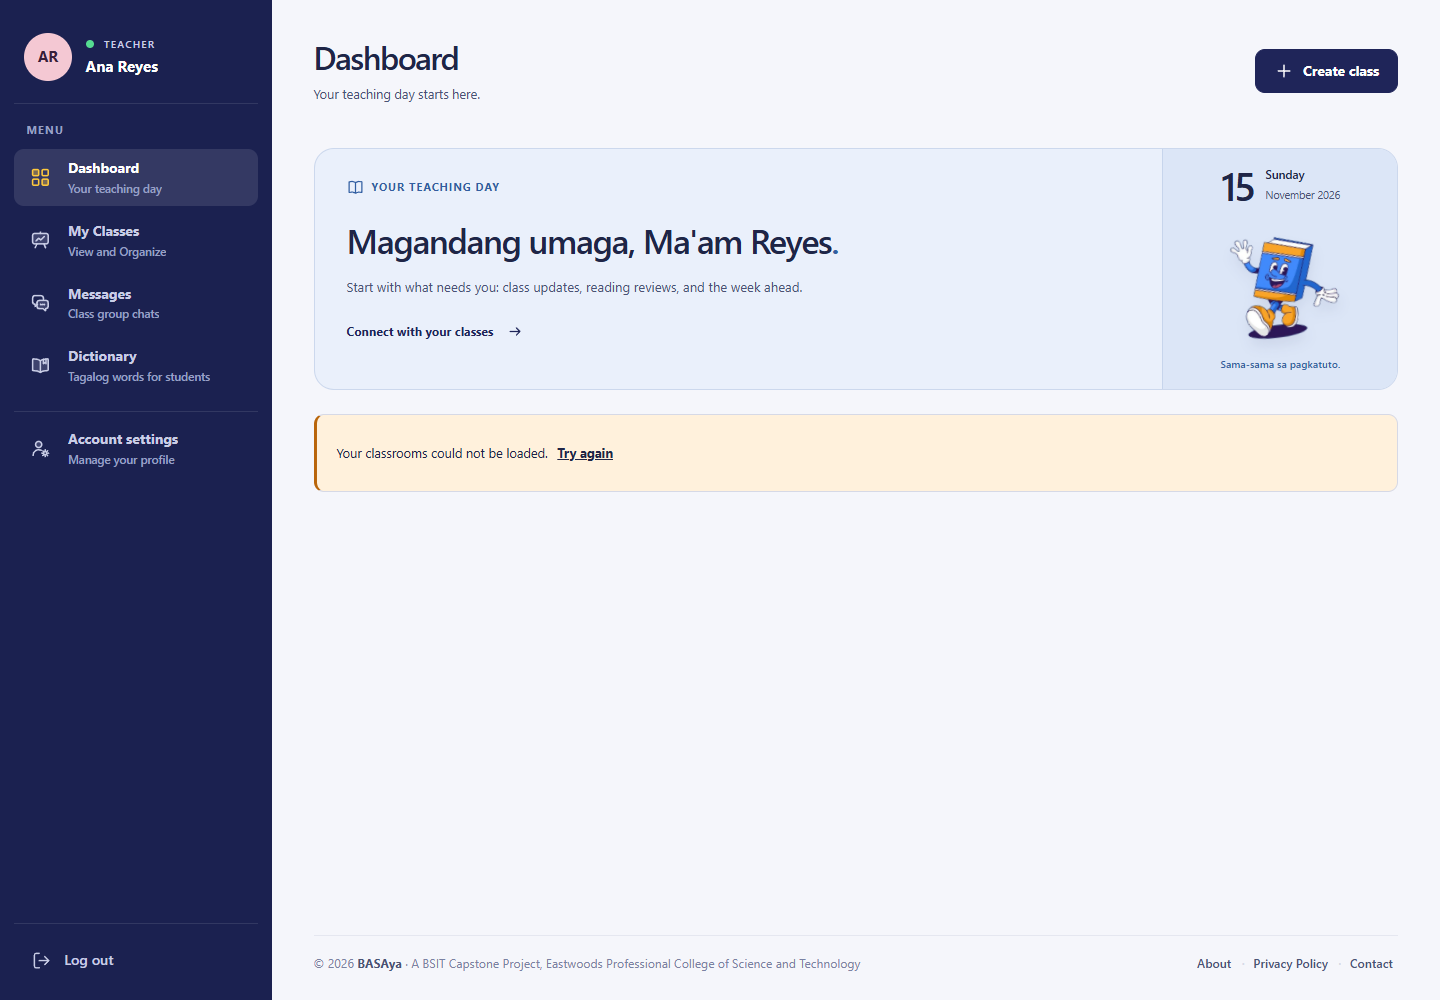 AR
TEACHER
Ana Reyes
MENU
Dashboard
Your teaching day
My Classes
View and Organize
Messages
Class group chats
Dictionary
Tagalog words for students
Account settings
Manage your profile
Log out
Dashboard
Your teaching day starts here.
Create class
YOUR TEACHING DAY
Magandang umaga, Ma'am Reyes.
Start with what needs you: class updates, reading reviews, and the week ahead.
Connect with your classes
15
Sunday
November 2026
Sama-sama sa pagkatuto.
Your classrooms could not be loaded. Try again
© 2026 BASAya · A BSIT Capstone Project, Eastwoods Professional College of Science and Technology
About · Privacy Policy · Contact